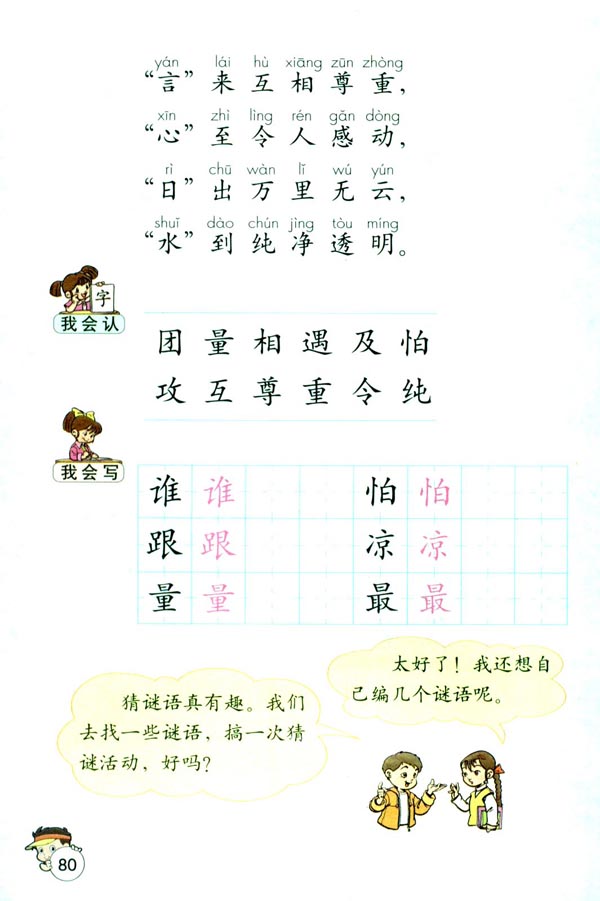 yán lái hù xiāng zūn zhòng
“言”来互相尊重，
xīn zhì lìng rén gǎn dòng
“心”至令人感动，
rì chū wàn lǐ wú yún
“日”出万里无云，
shuǐ dào chún jìng tòu míng
“水”到纯净透明。
字
我会认
团 量 相 遇 及 怕
攻 互 尊 重 令 纯
我会写
谁 谁 怕 怕
跟 跟 凉 凉
量 量 最 最
太好了！我还想自
己编几个谜语呢。
猜谜语真有趣。我们
去找一些谜语，搞一次猜
谜活动，好吗？
80